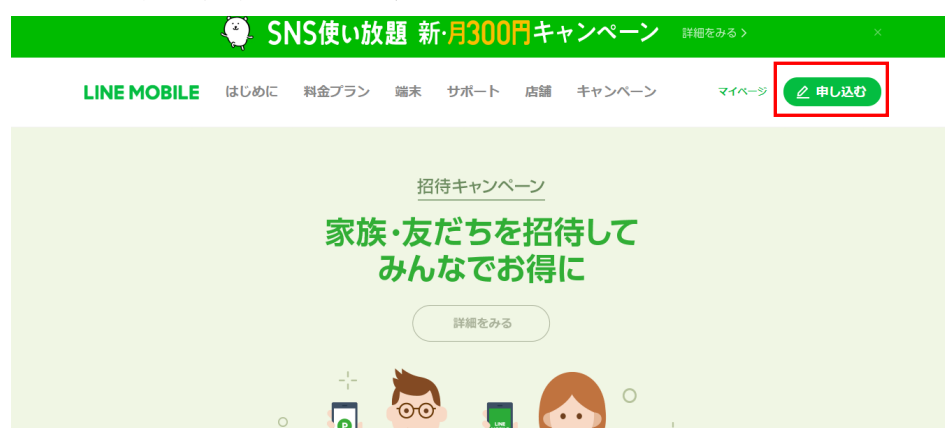 SNS使い放題 新・月300円キャンペーン 詳細をみる > ×
LINE MOBILE はじめに 料金プラン 端末 サポート 店舗 キャンペーン マイページ 申し込む
招待キャンペーン
家族・友だちを招待して
みんなでお得に
詳細をみる
P LINE